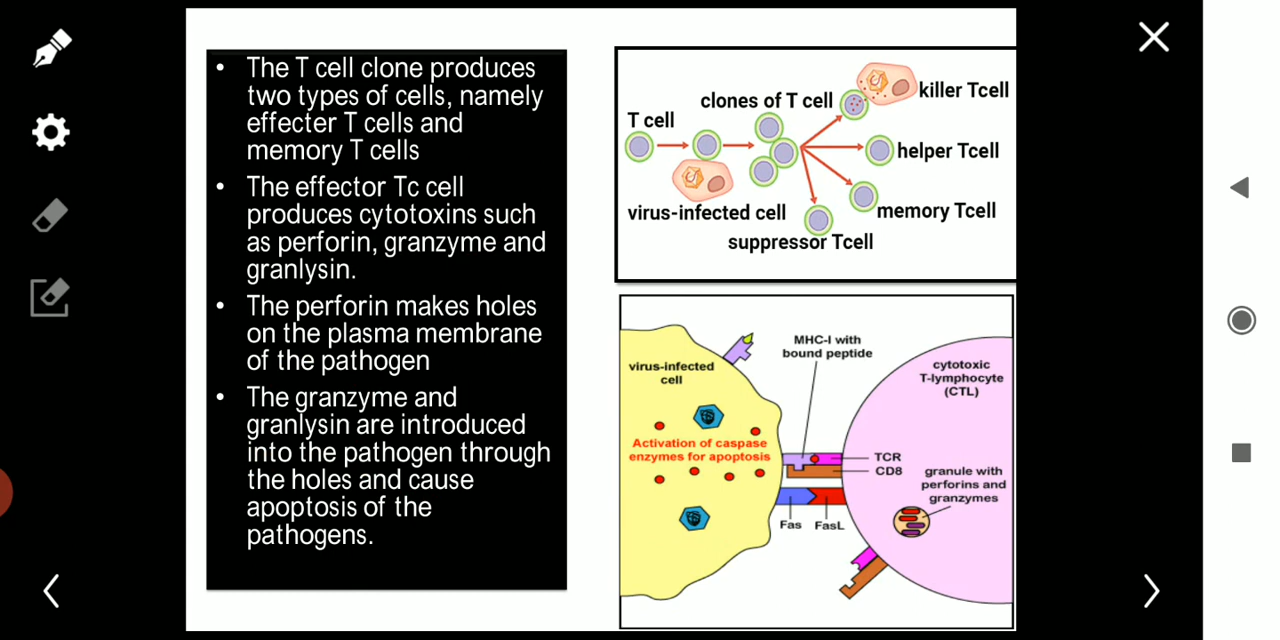 • The T cell clone produces
two types of cells, namely
effecter T cells and
memory T cells
• The effector Tc cell
produces cytotoxins such
as perforin, granzyme and
granlysin.
• The perforin makes holes
on the plasma membrane
of the pathogen
• The granzyme and
granlysin are introduced
into the pathogen through
the holes and cause
apoptosis of the
pathogens.
T cell
clones of T cell
killer Tcell
helper Tcell
memory Tcell
virus-infected cell
suppressor Tcell
virus-infected
cell
MHC-I with
bound peptide
cytotoxic
T-lymphocyte
(CTL)
Activation of caspase
enzymes for apoptosis
TCR
CD8
granule with
perforins and
granzymes
Fas
FasL